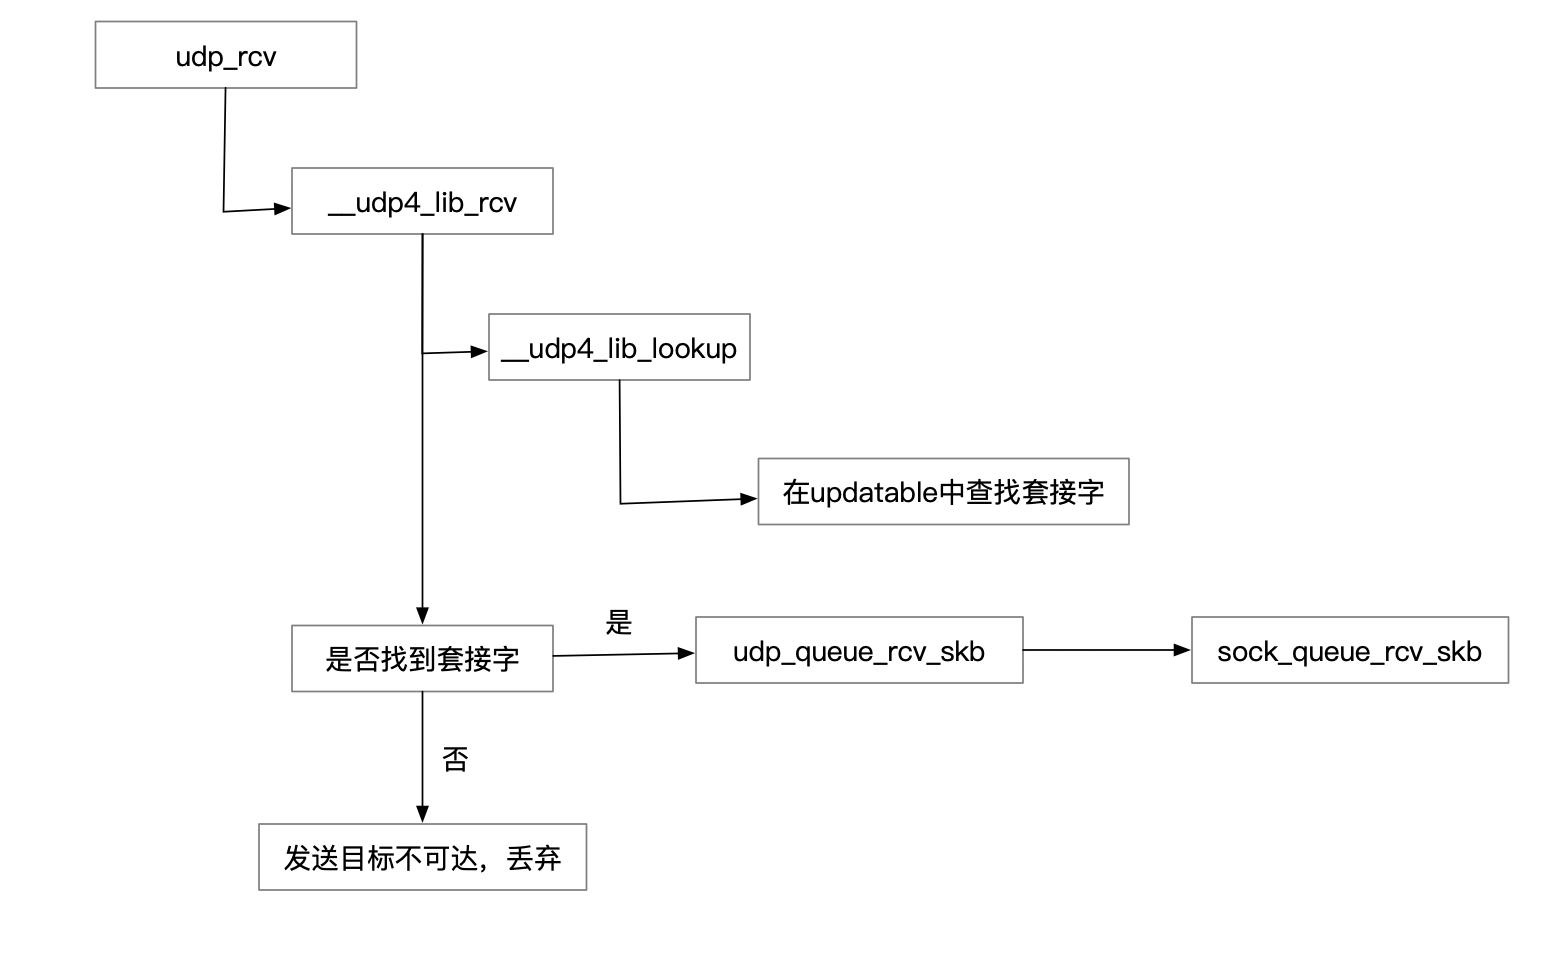 udp_rcv
__udp4_lib_rcv
__udp4_lib_lookup
在updatable中查找套接字
是
是否找到套接字
udp_queue_rcv_skb
sock_queue_rcv_skb
否
发送目标不可达，丢弃